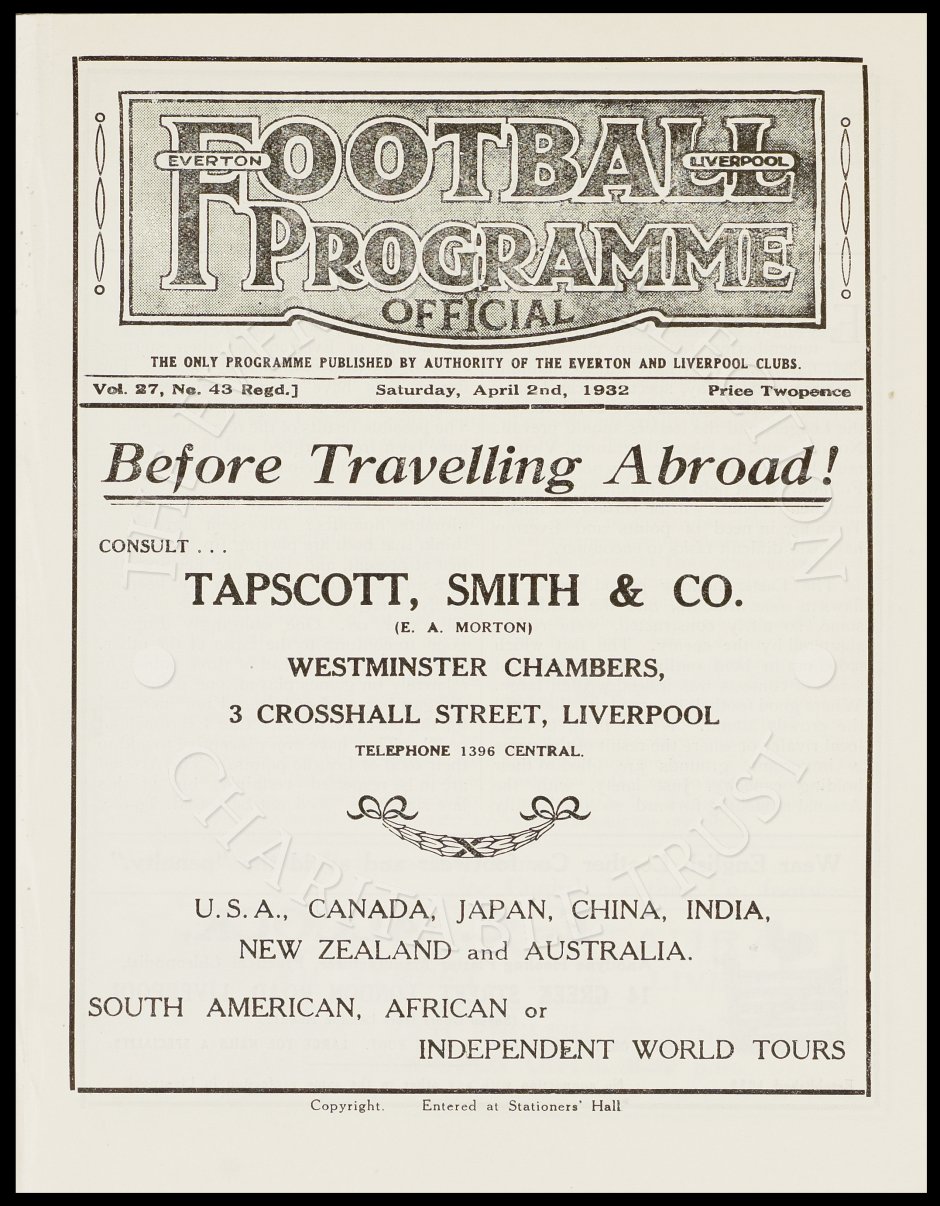 FOOTBALL
EVERTON
LIVERPOOL
PROGRAMME
OFFICIAL
THE ONLY PROGRAMME PUBLISHED BY AUTHORITY OF THE EVERTON AND LIVERPOOL CLUBS.
Vol. 27, No. 43 Regd.] Saturday, April 2nd, 1932 Price Twopence
Before Travelling Abroad!
CONSULT . . .
TAPSCOTT, SMITH & CO.
(E. A. MORTON)
WESTMINSTER CHAMBERS,
3 CROSSHALL STREET, LIVERPOOL
TELEPHONE 1396 CENTRAL.
U.S.A., CANADA, JAPAN, CHINA, INDIA,
NEW ZEALAND and AUSTRALIA.
SOUTH AMERICAN, AFRICAN or
INDEPENDENT WORLD TOURS
Copyright. Entered at Stationers' Hall
CHARITABLE TRUST